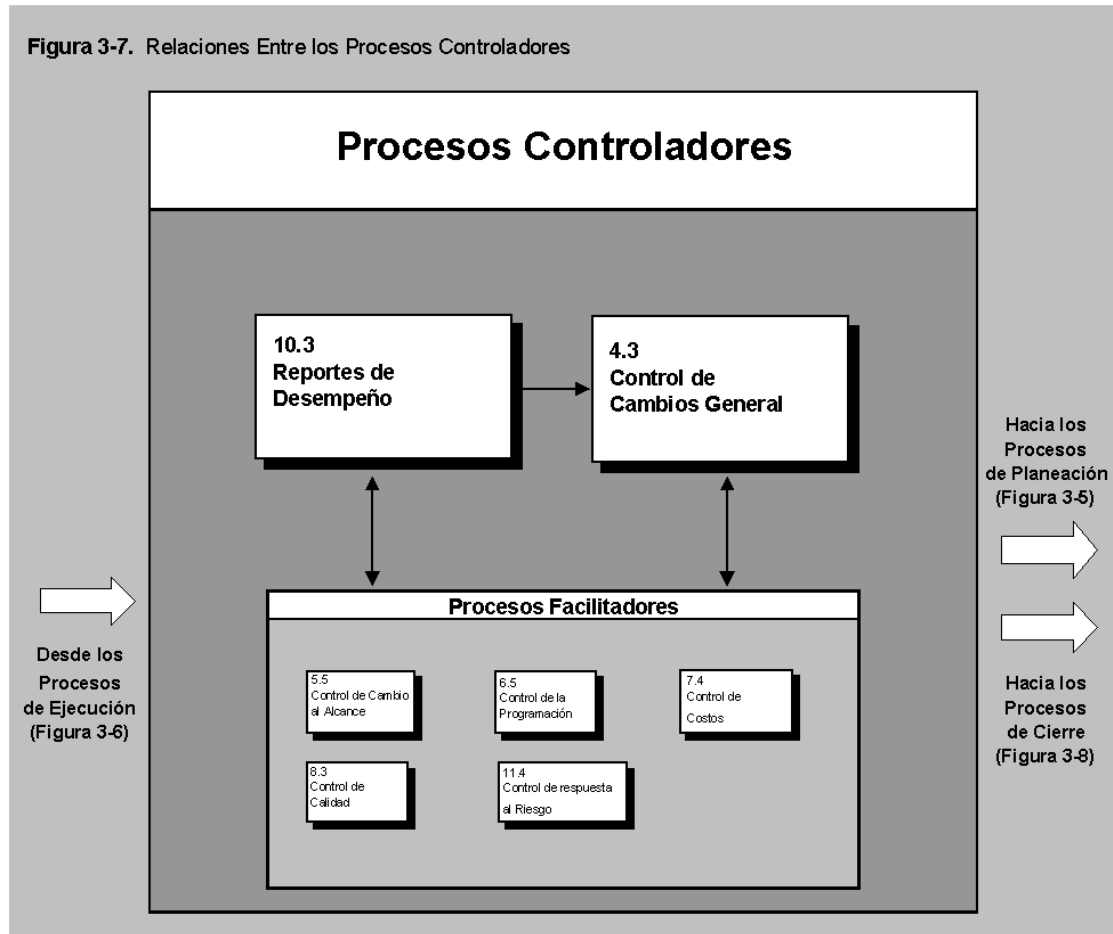 Figura 3-7. Relaciones Entre los Procesos Controladores
Procesos Controladores
10.3
Reportes de
Desempeño
4.3
Control de
Cambios General
Hacia los
Procesos
de Planeación
(Figura 3-5)
Procesos Facilitadores
Desde los
Procesos
de Ejecución
(Figura 3-6)
5.5
Control de Cambio
al Alcance
6.5
Control de la
Programación
7.4
Control de
Costos
8.3
Control de
Calidad
11.4
Control de respuesta
al Riesgo
Hacia los
Procesos
de Cierre
(Figura 3-8)